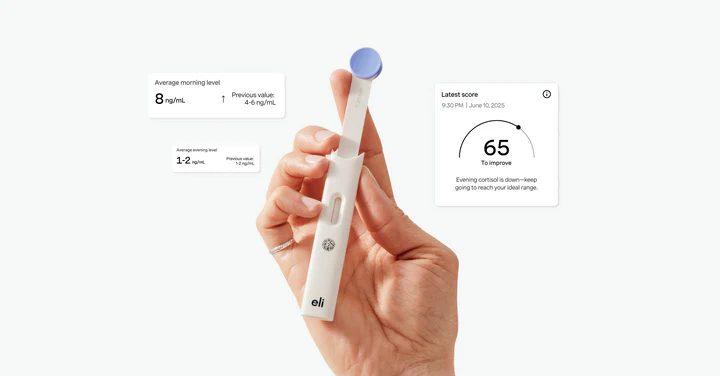 Average morning level
8 ng/mL
↑
Previous value:
4-6 ng/mL
Average evening level
1-2 ng/mL
Previous value:
1-2 ng/mL
Latest score
9:30 PM | June 10, 2025
65
To improve
Evening cortisol is down—keep
going to reach your ideal range.
eli